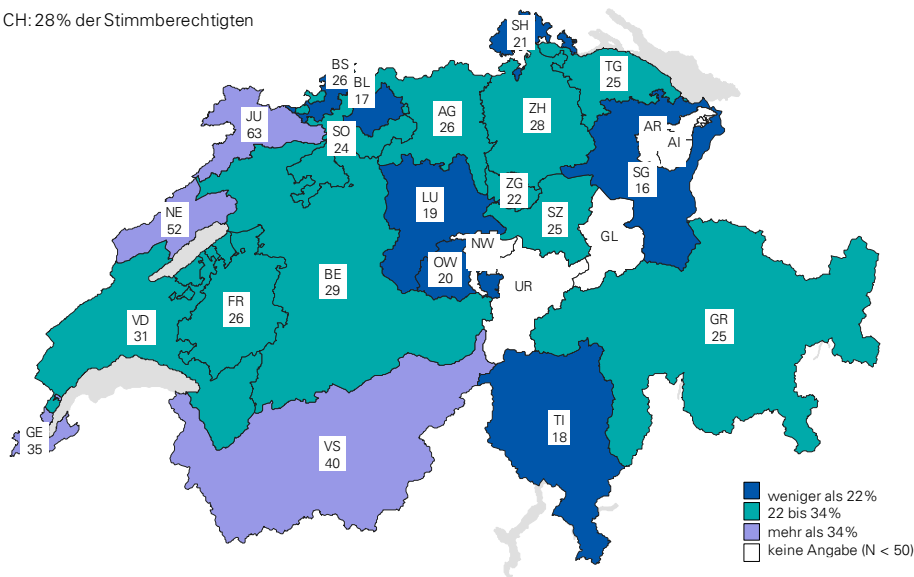 CH: 28% der Stimmberechtigten
SH
21
BS
26
BL
17
TG
25
JU
63
SO
24
AG
26
ZH
28
AR
AI
SG
16
LU
19
ZG
22
SZ
25
NE
52
NW
GL
OW
20
UR
BE
29
FR
26
VD
31
GR
25
GE
35
VS
40
TI
18
weniger als 22%
22 bis 34%
mehr als 34%
keine Angabe (N < 50)